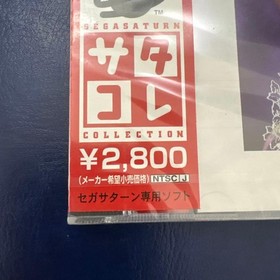 TM
SEGASATURN
サタ
コレ
COLLECTION
¥2,800
(メーカー希望小売価格) NTSC J
セガサターン専用ソフト